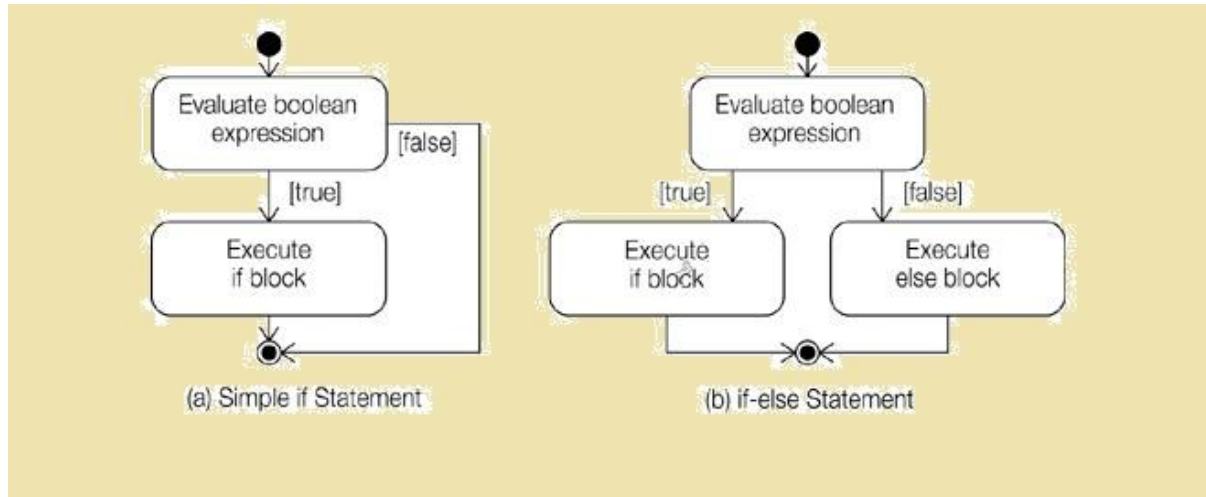 Evaluate boolean
expression
[false]
[true]
Execute
if block
(a) Simple if Statement
Evaluate boolean
expression
[true]
[false]
Execute
if block
Execute
else block
(b) if-else Statement